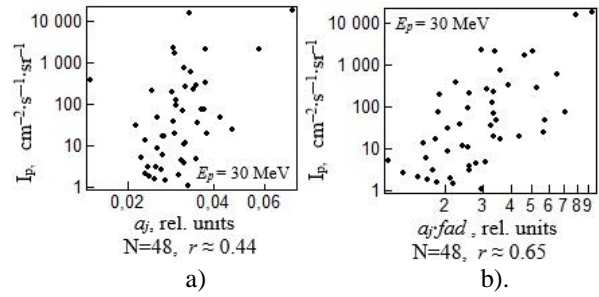 I_p, cm⁻²·s⁻¹·sr⁻¹
10 000
1 000
100
10
1
E_p = 30 MeV
0,02 0,04 0,06
a_j, rel. units
N=48, r ≈ 0.44
a)
I_p, cm⁻²·s⁻¹·sr⁻¹
10 000
1 000
100
10
1
E_p = 30 MeV
2 3 4 5 6 7 8 9
a_j·fad , rel. units
N=48, r ≈ 0.65
b).